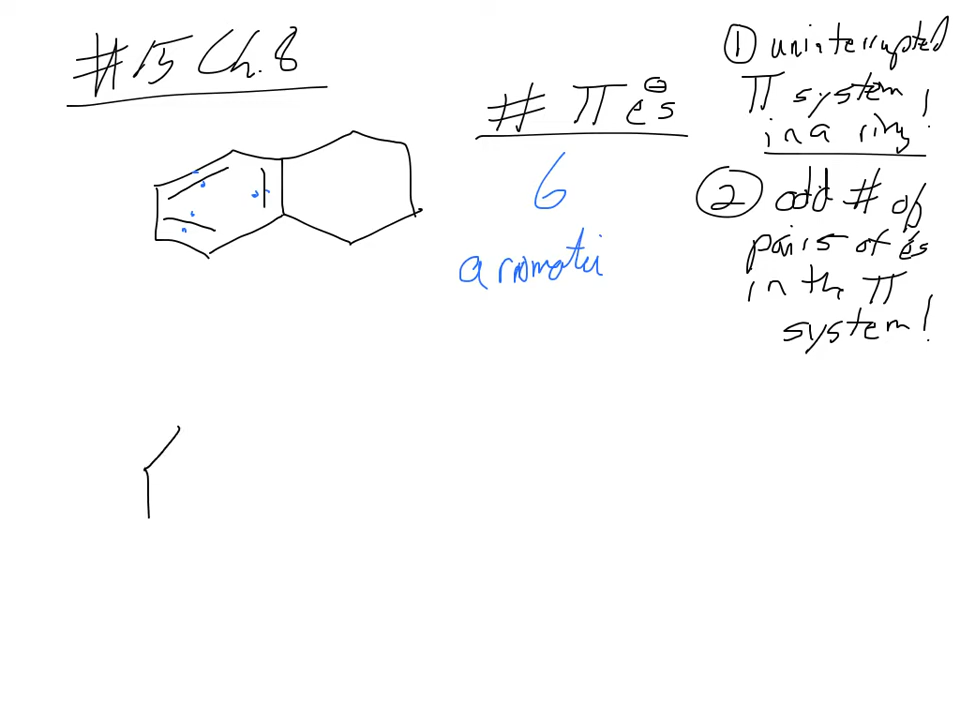 #15 Ch. 8
# π e⊖s
6
aromatic
① uninterrupted
π system
in a ring!
② odd # of
pairs of e's
in the π
system!